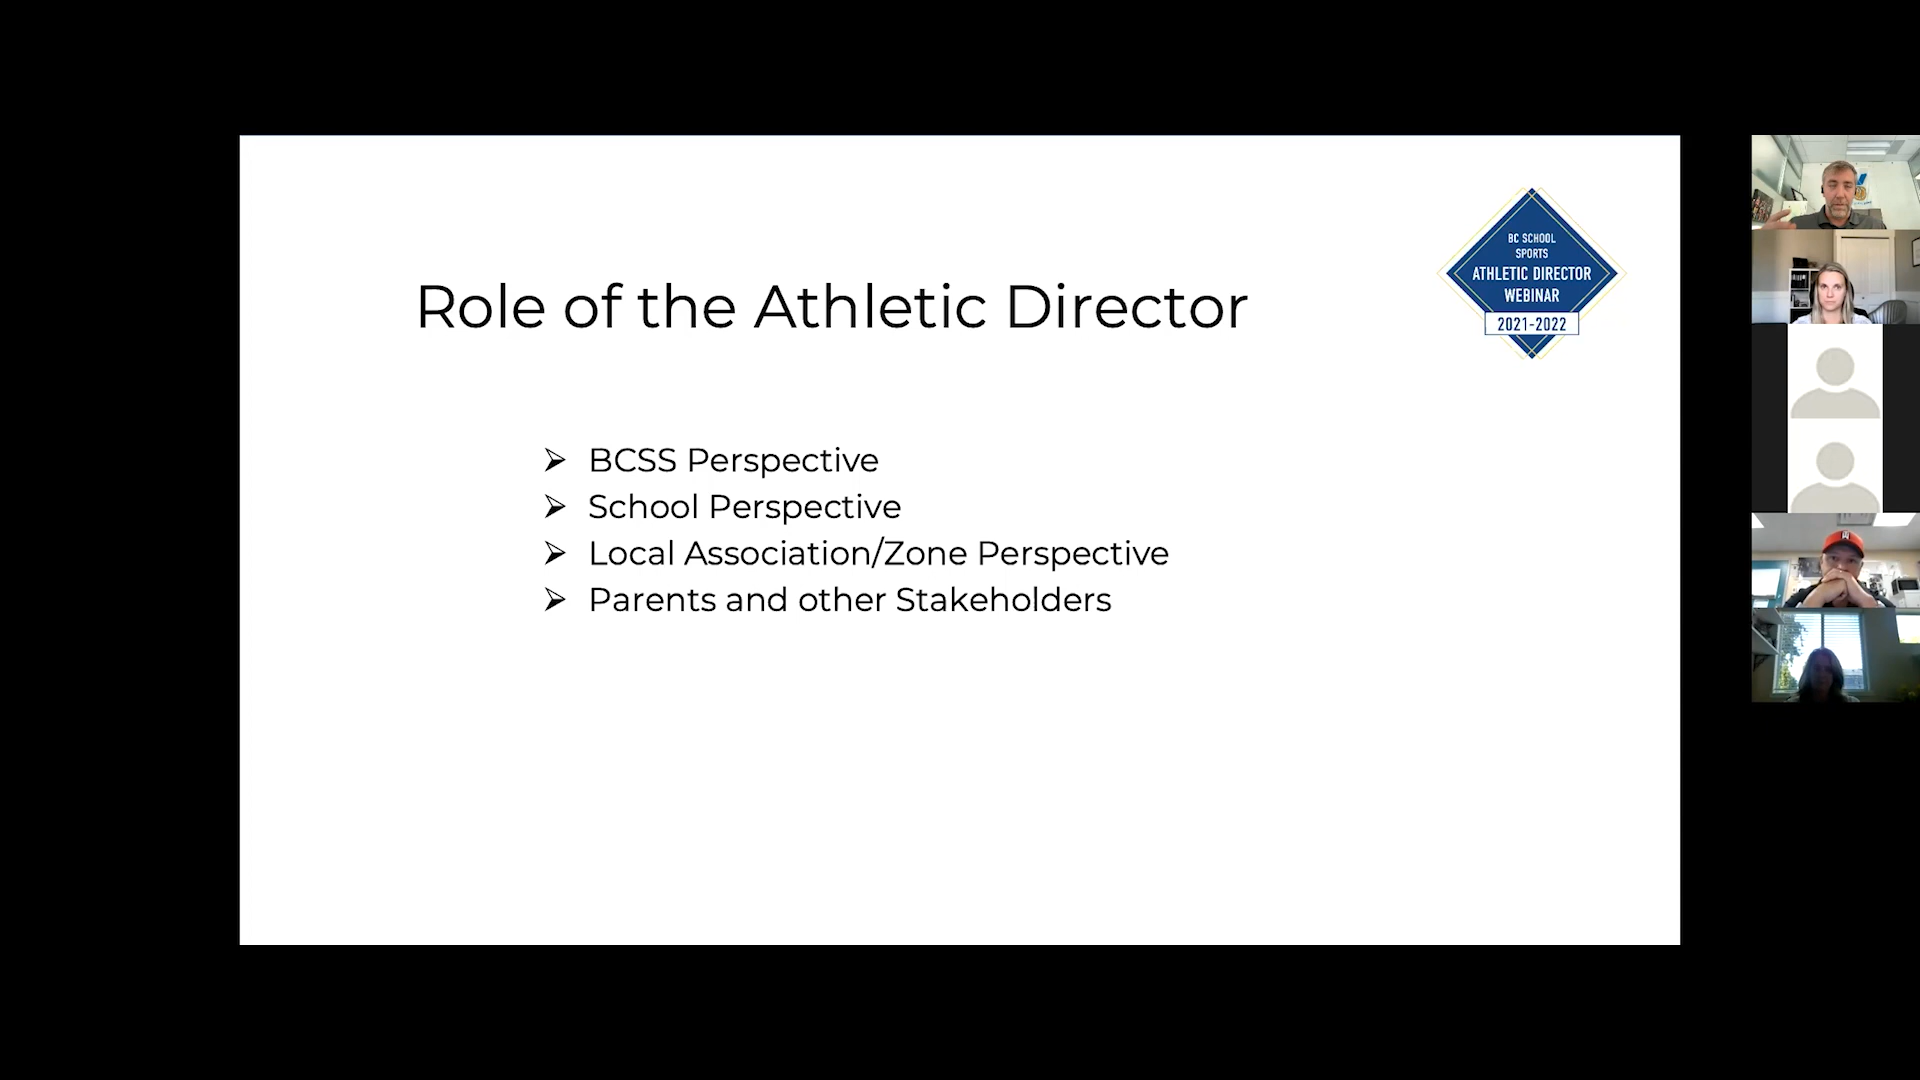 Role of the Athletic Director
BC SCHOOL
SPORTS
ATHLETIC DIRECTOR
WEBINAR
2021-2022
➢ BCSS Perspective
➢ School Perspective
➢ Local Association/Zone Perspective
➢ Parents and other Stakeholders